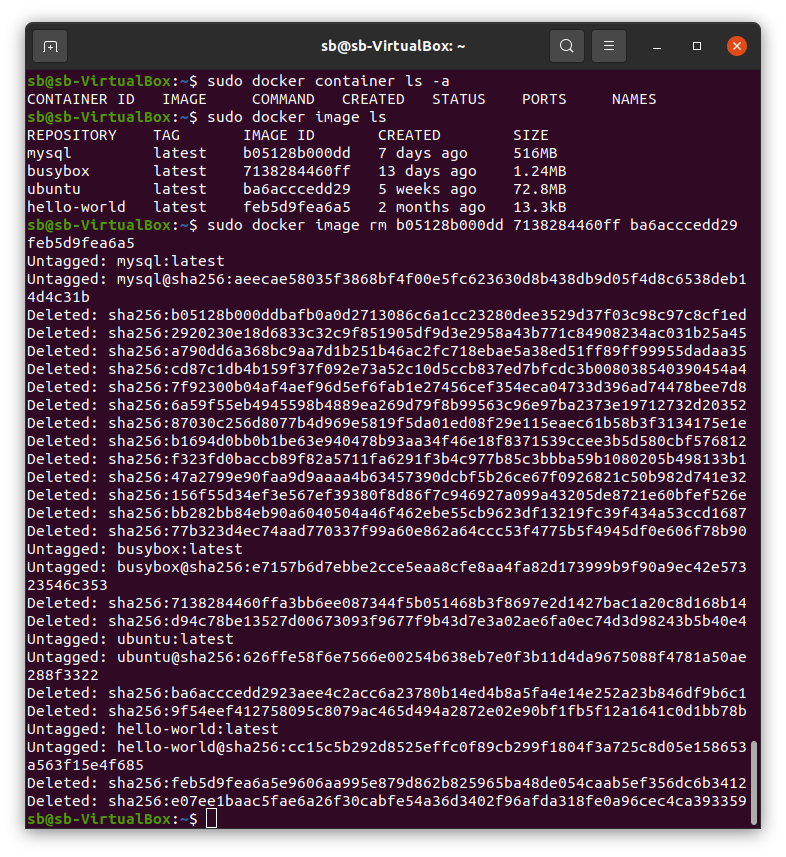 sb@sb-VirtualBox: ~
sb@sb-VirtualBox:~$ sudo docker container ls -a
CONTAINER ID   IMAGE     COMMAND   CREATED   STATUS    PORTS     NAMES
sb@sb-VirtualBox:~$ sudo docker image ls
REPOSITORY    TAG       IMAGE ID       CREATED        SIZE
mysql         latest    b05128b000dd   7 days ago     516MB
busybox       latest    7138284460ff   13 days ago    1.24MB
ubuntu        latest    ba6acccedd29   5 weeks ago    72.8MB
hello-world   latest    feb5d9fea6a5   2 months ago   13.3kB
sb@sb-VirtualBox:~$ sudo docker image rm b05128b000dd 7138284460ff ba6acccedd29
feb5d9fea6a5
Untagged: mysql:latest
Untagged: mysql@sha256:aeecae58035f3868bf4f00e5fc623630d8b438db9d05f4d8c6538deb1
4d4c31b
Deleted: sha256:b05128b000ddbafb0a0d2713086c6a1cc23280dee3529d37f03c98c97c8cf1ed
Deleted: sha256:2920230e18d6833c32c9f851905df9d3e2958a43b771c84908234ac031b25a45
Deleted: sha256:a790dd6a368bc9aa7d1b251b46ac2fc718ebae5a38ed51ff89ff99955dadaa35
Deleted: sha256:cd87c1db4b159f37f092e73a52c10d5ccb837ed7bfcdc3b008038540390454a4
Deleted: sha256:7f92300b04af4aef96d5ef6fab1e27456cef354eca04733d396ad74478bee7d8
Deleted: sha256:6a59f55eb4945598b4889ea269d79f8b99563c96e97ba2373e19712732d20352
Deleted: sha256:87030c256d8077b4d969e5819f5da01ed08f29e115eaec61b58b3f3134175e1e
Deleted: sha256:b1694d0bb0b1be63e940478b93aa34f46e18f8371539ccee3b5d580cbf576812
Deleted: sha256:f323fd0baccb89f82a5711fa6291f3b4c977b85c3bbba59b1080205b498133b1
Deleted: sha256:47a2799e90faa9d9aaaa4b63457390dcbf5b26ce67f0926821c50b982d741e32
Deleted: sha256:156f55d34ef3e567ef39380f8d86f7c946927a099a43205de8721e60bfef526e
Deleted: sha256:bb282bb84eb90a6040504a46f462ebe55cb9623df13219fc39f434a53ccd1687
Deleted: sha256:77b323d4ec74aad770337f99a60e862a64ccc53f4775b5f4945df0e606f78b90
Untagged: busybox:latest
Untagged: busybox@sha256:e7157b6d7ebbe2cce5eaa8cfe8aa4fa82d173999b9f90a9ec42e573
23546c353
Deleted: sha256:7138284460ffa3bb6ee087344f5b051468b3f8697e2d1427bac1a20c8d168b14
Deleted: sha256:d94c78be13527d00673093f9677f9b43d7e3a02ae6fa0ec74d3d98243b5b40e4
Untagged: ubuntu:latest
Untagged: ubuntu@sha256:626ffe58f6e7566e00254b638eb7e0f3b11d4da9675088f4781a50ae
288f3322
Deleted: sha256:ba6acccedd2923aee4c2acc6a23780b14ed4b8a5fa4e14e252a23b846df9b6c1
Deleted: sha256:9f54eef412758095c8079ac465d494a2872e02e90bf1fb5f12a1641c0d1bb78b
Untagged: hello-world:latest
Untagged: hello-world@sha256:cc15c5b292d8525effc0f89cb299f1804f3a725c8d05e158653
a563f15e4f685
Deleted: sha256:feb5d9fea6a5e9606aa995e879d862b825965ba48de054caab5ef356dc6b3412
Deleted: sha256:e07ee1baac5fae6a26f30cabfe54a36d3402f96afda318fe0a96cec4ca393359
sb@sb-VirtualBox:~$